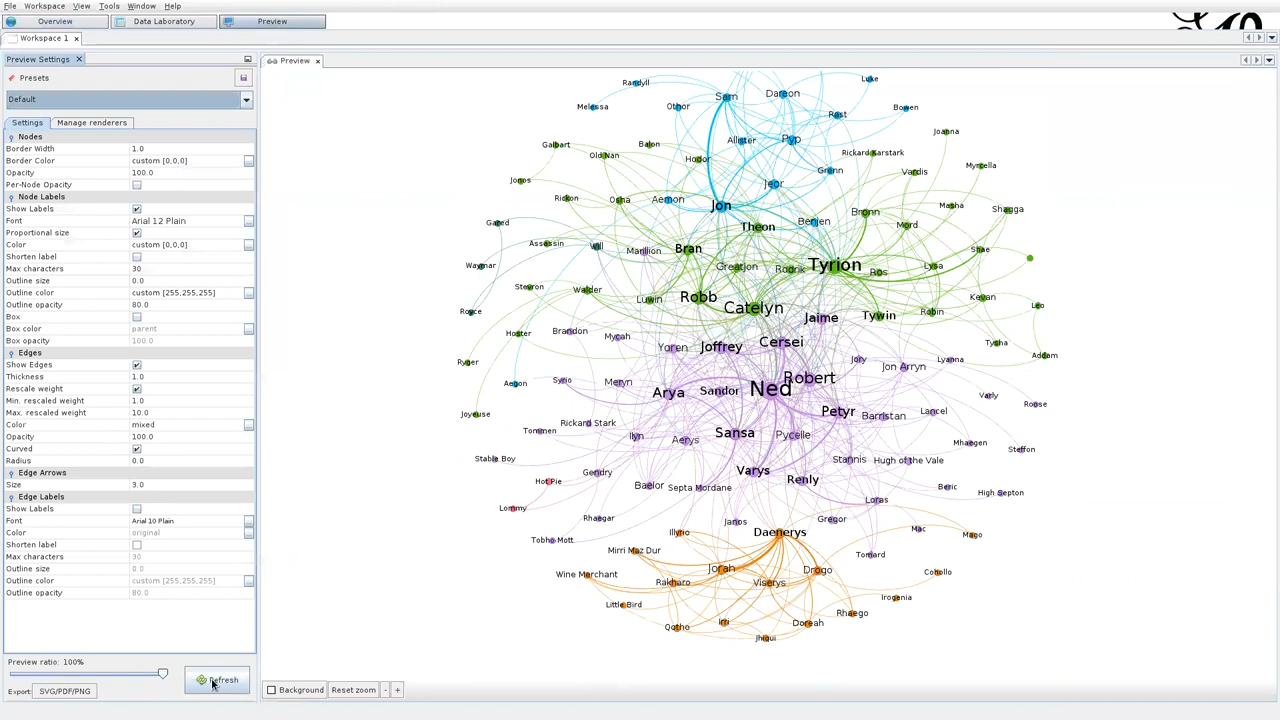 File Workspace View Tools Window Help
Overview Data Laboratory Preview
Workspace 1
Preview Settings
Presets
Default
Settings Manage renderers
Nodes
Border Width 1.0
Border Color custom [0,0,0]
Opacity 100.0
Per-Node Opacity
Node Labels
Show Labels
Font Arial 12 Plain
Proportional size
Color custom [0,0,0]
Shorten label
Max characters 30
Outline size 0.0
Outline color custom [255,255,255]
Outline opacity 80.0
Box
Box color parent
Box opacity 100.0
Edges
Show Edges
Thickness 1.0
Rescale weight
Min. rescaled weight 1.0
Max. rescaled weight 10.0
Color mixed
Opacity 100.0
Curved
Radius 0.0
Edge Arrows
Size 3.0
Edge Labels
Show Labels
Font Arial 10 Plain
Color original
Shorten label
Max characters 30
Outline size 0.0
Outline color custom [255,255,255]
Outline opacity 80.0
Preview ratio: 100%
Refresh
Export: SVG/PDF/PNG
Preview
Randyll Luke
Sam Dareon
Melessa Othor Rast Bowen
Joanna
Allister Pyp
Galbart Old Nan Balon Hodor Rickard Karstark
Jonos Jeor Grenn Vardis Myrcella
Rickon Osha Aemon Jon Masha Shagga
Gared Theon Benjen Bronn Mord
Assassin Will Marillion Bran Shae
Waymar Greatjon Rodrik Tyrion Ros Lysa
Stevron Walder Luwin Robb Catelyn Kevan
Royce Jaime Tywin Robin Leo
Hoster Brandon Mycah Yoren Joffrey Cersei Tysha
Ryger Jory Jon Arryn Lyanna Addam
Aegon Syrio Meryn Arya Sandor Ned Robert Varly
Joyeuse Petyr Barristan Lancel Roose
Tommen Rickard Stark Ilyn Aerys Sansa Pycelle Mhaegen Steffon
Stable Boy Stannis Hugh of the Vale
Hot Pie Gendry Baelor Septa Mordane Varys Renly Beric High Septon
Lommy Rhaegar Janos Gregor Loras
Tobho Mott Illyrio Daenerys Mac Mago
Mirri Maz Dur Tomard
Wine Merchant Rakharo Jorah Viserys Drogo Cohollo
Little Bird Irogenia
Qotho Irri Jhiqui Doreah Rhaego
Background Reset zoom - +